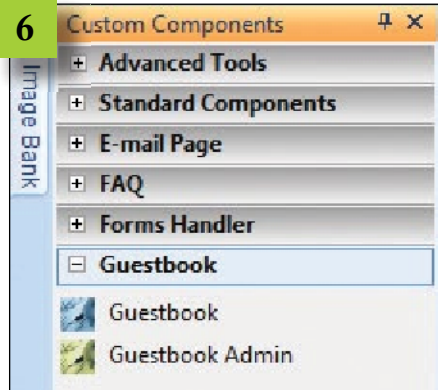 6
Custom Components
Image Bank
Advanced Tools
Standard Components
E-mail Page
FAQ
Forms Handler
Guestbook
Guestbook
Guestbook Admin